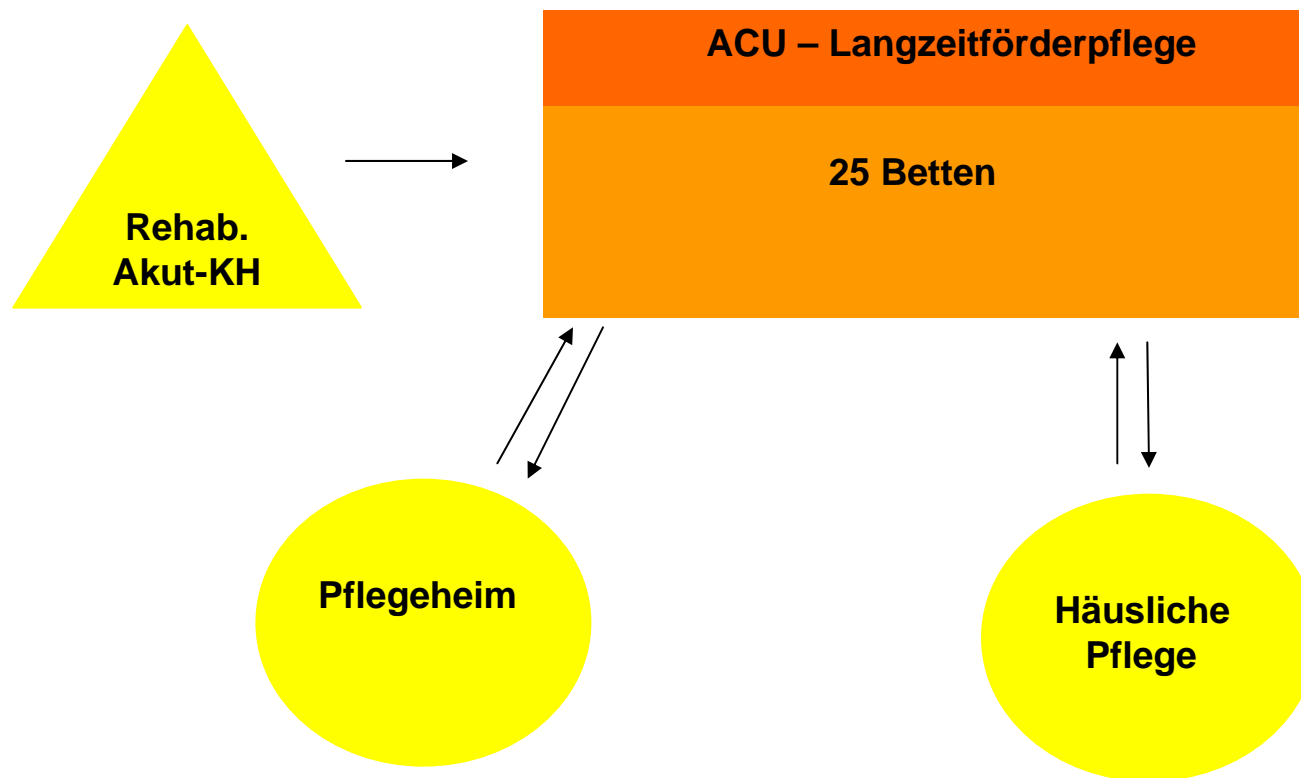 ACU – Langzeitförderpflege
25 Betten
Rehab.
Akut-KH
Pflegeheim
Häusliche
Pflege